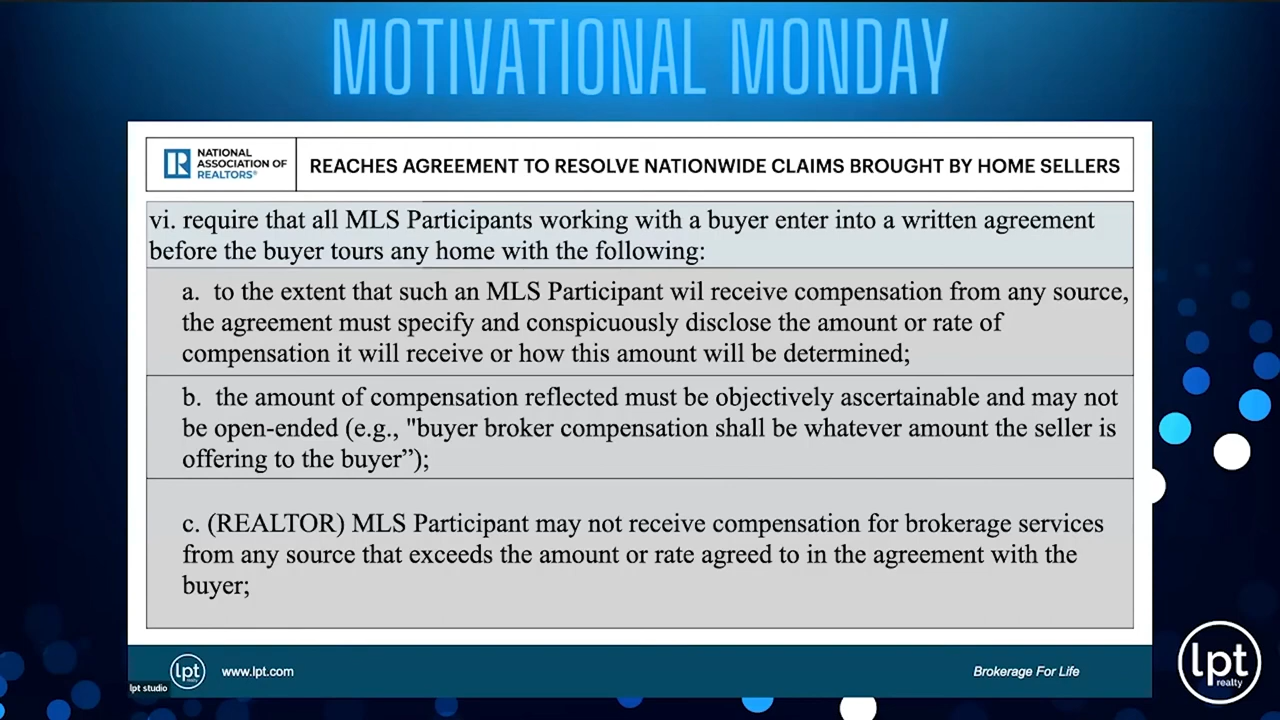 MOTIVATIONAL MONDAY
NATIONAL
ASSOCIATION OF
REALTORS®
REACHES AGREEMENT TO RESOLVE NATIONWIDE CLAIMS BROUGHT BY HOME SELLERS
vi. require that all MLS Participants working with a buyer enter into a written agreement
before the buyer tours any home with the following:
a. to the extent that such an MLS Participant wil receive compensation from any source,
the agreement must specify and conspicuously disclose the amount or rate of
compensation it will receive or how this amount will be determined;
b. the amount of compensation reflected must be objectively ascertainable and may not
be open-ended (e.g., "buyer broker compensation shall be whatever amount the seller is
offering to the buyer”);
c. (REALTOR) MLS Participant may not receive compensation for brokerage services
from any source that exceeds the amount or rate agreed to in the agreement with the
buyer;
lpt
www.lpt.com
Brokerage For Life
lpt studio
lpt
realty